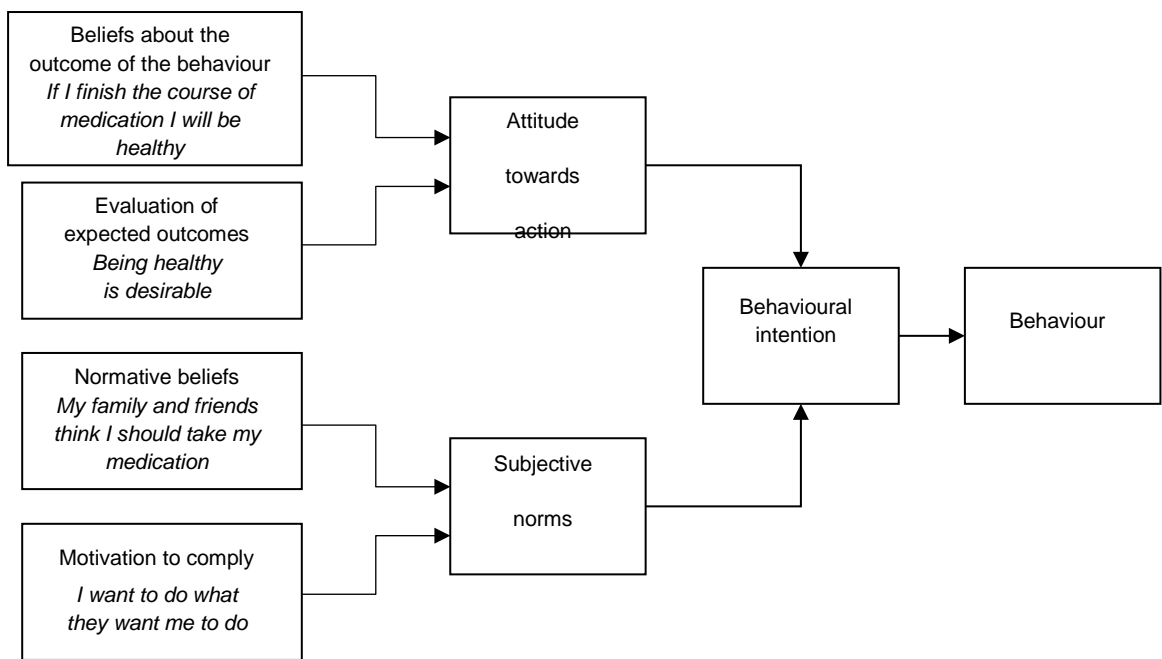 Beliefs about the
outcome of the behaviour
If I finish the course of
medication I will be
healthy
Evaluation of
expected outcomes
Being healthy
is desirable
Normative beliefs
My family and friends
think I should take my
medication
Motivation to comply
I want to do what
they want me to do
Attitude
towards
action
Subjective
norms
Behavioural
intention
Behaviour